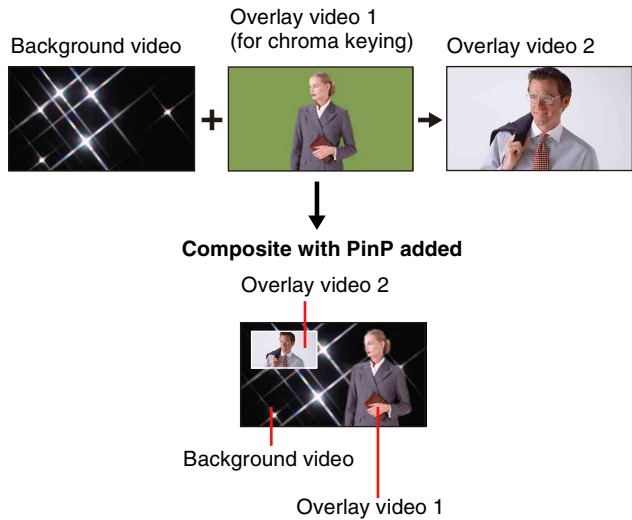 Background video
Overlay video 1
(for chroma keying)
Overlay video 2
Composite with PinP added
Overlay video 2
Background video
Overlay video 1